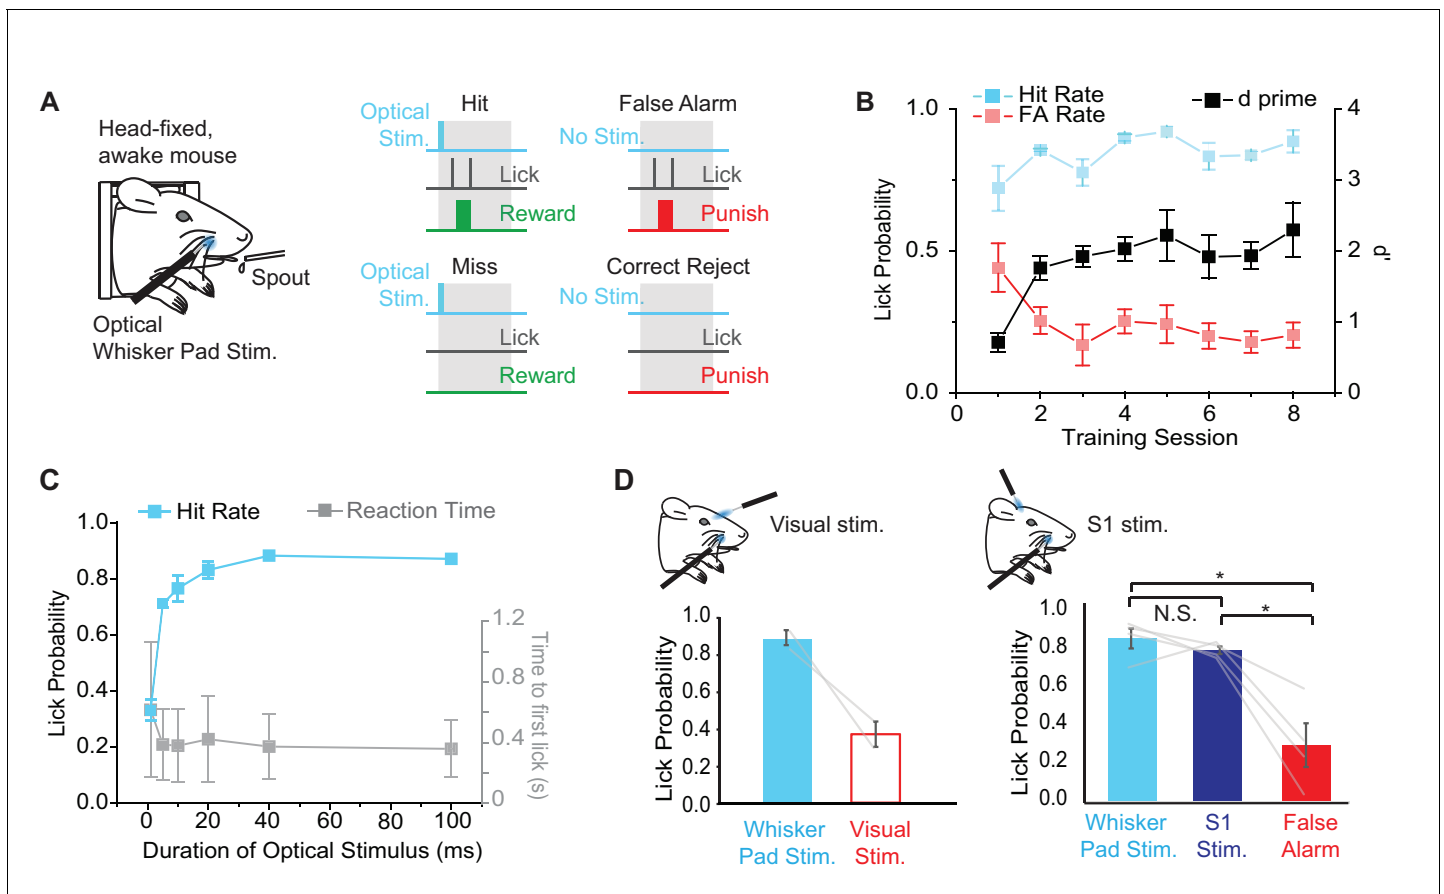 A
Head-fixed,
awake mouse
Spout
Optical
Whisker Pad Stim.
Optical
Stim.
Hit
Lick
Reward
False Alarm
No Stim.
Lick
Punish
Optical
Stim.
Miss
Lick
Reward
Correct Reject
No Stim.
Lick
Punish
B
Hit Rate
FA Rate
d prime
Lick Probability
1.0
0.5
0.0
4
3
2
1
0
d'
0 2 4 6 8
Training Session
C
Hit Rate
Reaction Time
Lick Probability
1.0
0.8
0.6
0.4
0.2
0.0
1.2
0.8
0.4
0
Time to
first lick (s)
0 20 40 60 80 100
Duration of Optical Stimulus (ms)
D
Visual stim.
Lick Probability
1.0
0.8
0.6
0.4
0.2
0.0
Whisker
Pad Stim.
Visual
Stim.
S1 stim.
*
N.S.
*
Lick Probability
1.0
0.8
0.6
0.4
0.2
0.0
Whisker
Pad Stim.
S1
Stim.
False
Alarm